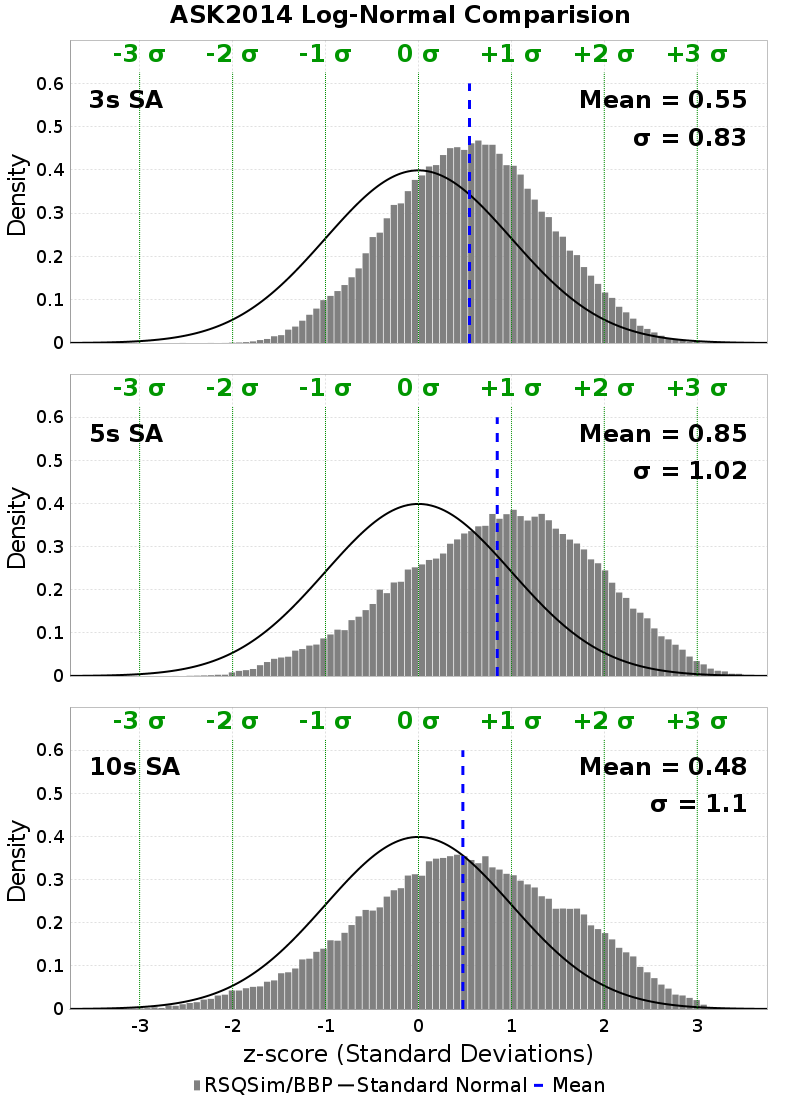 ASK2014 Log-Normal Comparision
-3 σ -2 σ -1 σ 0 σ +1 σ +2 σ +3 σ
0.6
3s SA Mean = 0.55
0.5
σ = 0.83
0.4
0.3
0.2
0.1
0
Density
-3 σ -2 σ -1 σ 0 σ +1 σ +2 σ +3 σ
0.6
5s SA Mean = 0.85
0.5
σ = 1.02
0.4
0.3
0.2
0.1
0
Density
-3 σ -2 σ -1 σ 0 σ +1 σ +2 σ +3 σ
0.6
10s SA Mean = 0.48
0.5
σ = 1.1
0.4
0.3
0.2
0.1
0
Density
-3 -2 -1 0 1 2 3
z-score (Standard Deviations)
RSQSim/BBP Standard Normal Mean